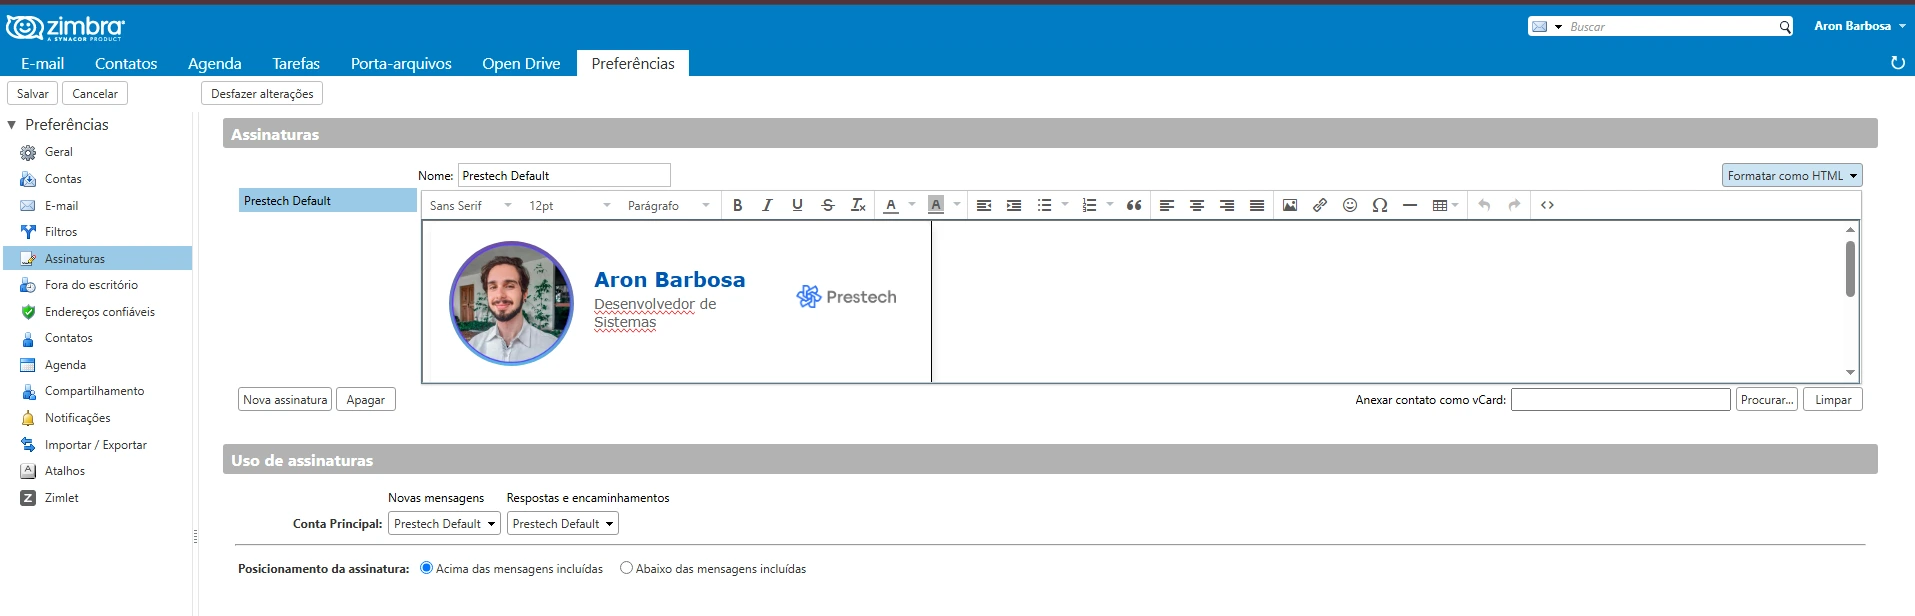 zimbra
A SYNACOR PRODUCT
Buscar
Aron Barbosa
E-mail Contatos Agenda Tarefas Porta-arquivos Open Drive Preferências
Salvar Cancelar Desfazer alterações
Preferências
Geral
Contas
E-mail
Filtros
Assinaturas
Fora do escritório
Endereços confiáveis
Contatos
Agenda
Compartilhamento
Notificações
Importar / Exportar
Atalhos
Zimlet
Assinaturas
Nome: Prestech Default
Formatar como HTML
Prestech Default
Sans Serif 12pt Parágrafo
Aron Barbosa
Desenvolvedor de
Sistemas
Prestech
Nova assinatura Apagar
Anexar contato como vCard: Procurar... Limpar
Uso de assinaturas
Novas mensagens Respostas e encaminhamentos
Conta Principal: Prestech Default Prestech Default
Posicionamento da assinatura: Acima das mensagens incluídas Abaixo das mensagens incluídas